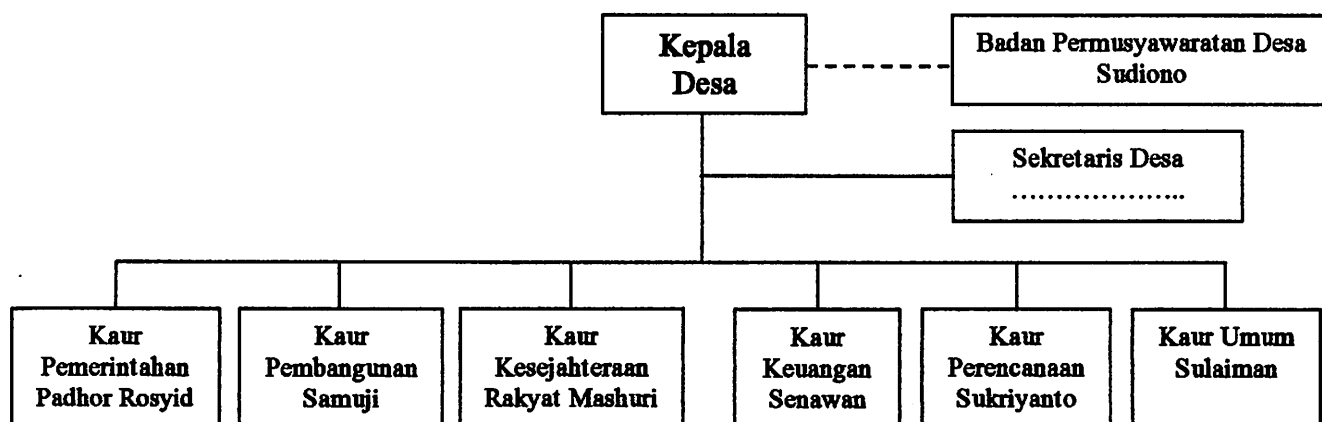 Kepala
Desa
Badan Permusyawaratan Desa
Sudiono
Sekretaris Desa
.....................
Kaur
Pemerintahan
Padhor Rosyid
Kaur
Pembangunan
Samuji
Kaur
Kesejahteraan
Rakyat Mashuri
Kaur
Keuangan
Senawan
Kaur
Perencanaan
Sukriyanto
Kaur Umum
Sulaiman